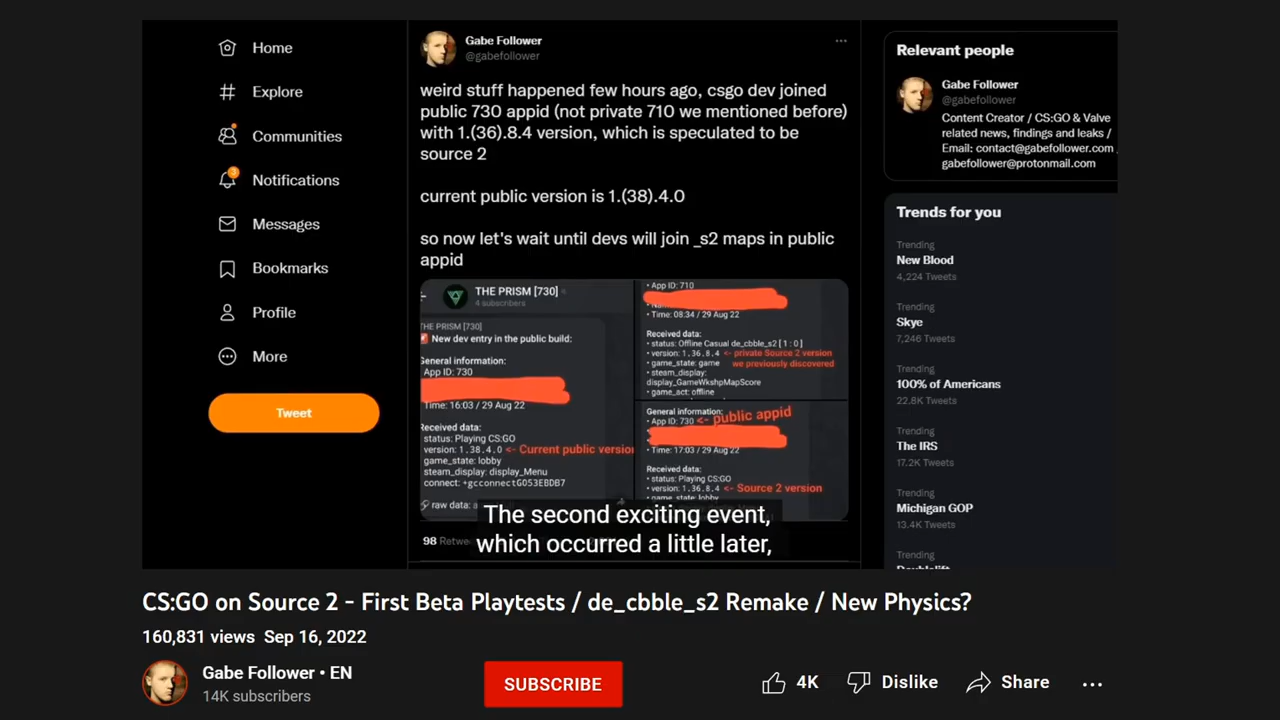 Home
Explore
Communities
Notifications
3
Messages
Bookmarks
Profile
More
Tweet
Gabe Follower
@gabefollower
weird stuff happened few hours ago, csgo dev joined
public 730 appid (not private 710 we mentioned before)
with 1.(36).8.4 version, which is speculated to be
source 2
current public version is 1.(38).4.0
so now let's wait until devs will join _s2 maps in public
appid
THE PRISM [730]
4 subscribers
THE PRISM [730]
New dev entry in the public build:
General information:
App ID: 730
Time: 16:03 / 29 Aug 22
Received data:
status: Playing CS:GO
version: 1.38.4.0 <- Current public version
game_state: lobby
steam_display: display_Menu
connect: +gcconnectG053EBDB7
raw data:
• App ID: 710
• Time: 08:34 / 29 Aug 22
Received data:
• status: Offline Casual de_cbble_s2 [ 1 : 0 ]
• version: 1.36.8.4 <- private Source 2 version
• game_state: game we previously discovered
• steam_display:
display_GameWkshpMapScore
• game_act: offline
General information:
• App ID: 730 <- public appid
• Time: 17:03 / 29 Aug 22
Received data:
• status: Playing CS:GO
• version: 1.36.8.4 <- Source 2 version
• game_state: lobby
98 Retwe
The second exciting event,
which occurred a little later,
Relevant people
Gabe Follower
@gabefollower
Content Creator / CS:GO & Valve
related news, findings and leaks /
Email: contact@gabefollower.com
gabefollower@protonmail.com
Trends for you
Trending
New Blood
4,224 Tweets
Trending
Skye
7,246 Tweets
Trending
100% of Americans
22.8K Tweets
Trending
The IRS
17.2K Tweets
Trending
Michigan GOP
13.4K Tweets
Trending
Doublelift
CS:GO on Source 2 - First Beta Playtests / de_cbble_s2 Remake / New Physics?
160,831 views Sep 16, 2022
Gabe Follower • EN
14K subscribers
SUBSCRIBE
4K
Dislike
Share